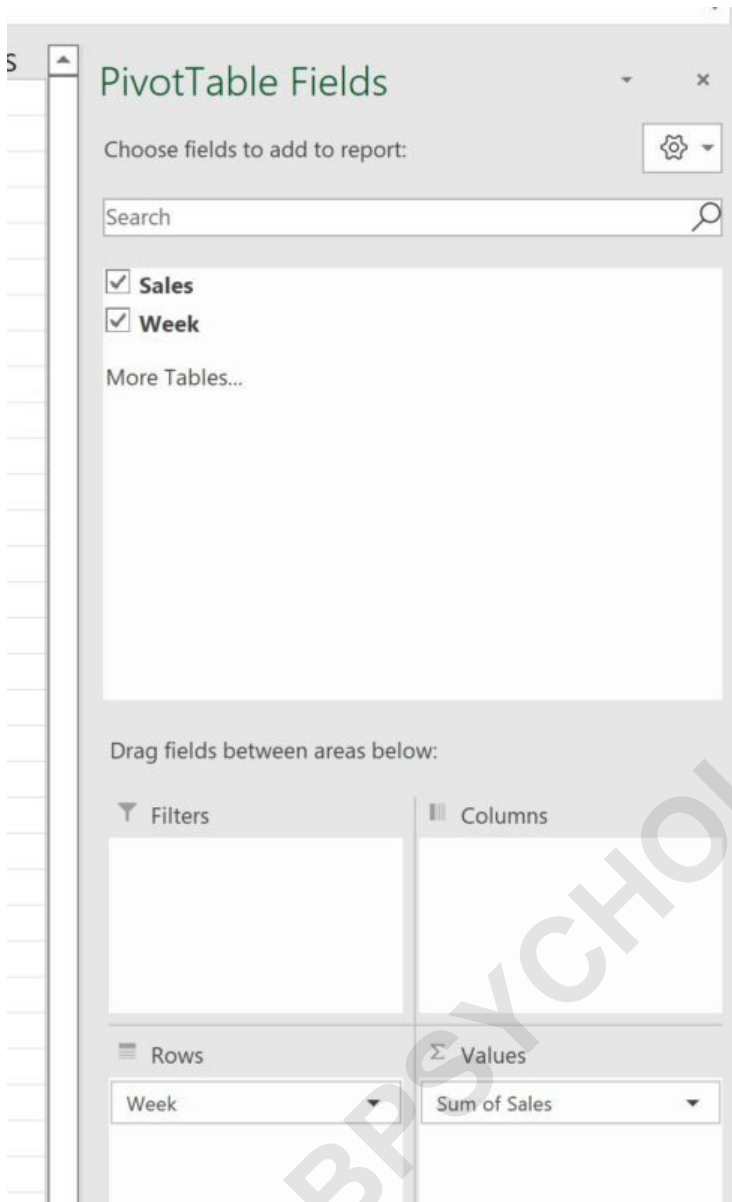 S
PivotTable Fields
Choose fields to add to report:
Search
Sales
Week
More Tables...
Drag fields between areas below:
Filters
Columns
Rows
Σ Values
Week
Sum of Sales
BPSYCHOL